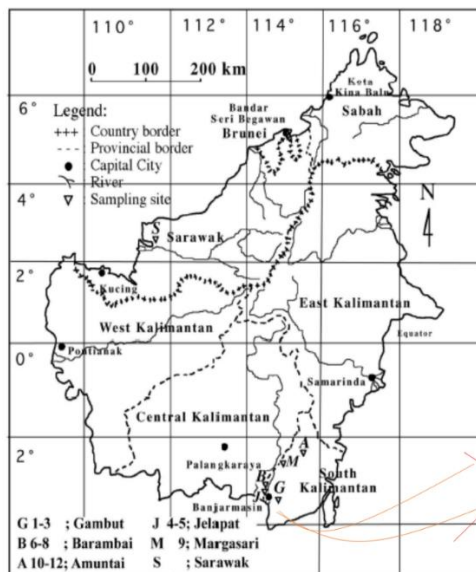 110° 112° 114° 116° 118°
0 100 200 km
6°
Kota
Kina Balu
Sabah
Bandar
Seri Begawan
Brunei
Legend:
Country border
Provincial border
Capital City
River
Sampling site
4°
N
S
Sarawak
2°
Kucing
East Kalimantan
West Kalimantan
Equator
0°
Pontianak
Samarinda
Central Kalimantan
2°
A
M
Palangkaraya
South
Kalimantan
B
J
G
Banjarmasin
G 1-3 ; Gambut J 4-5; Jelapat
B 6-8 ; Barambai M 9; Margasari
A 10-12; Amuntai S ; Sarawak